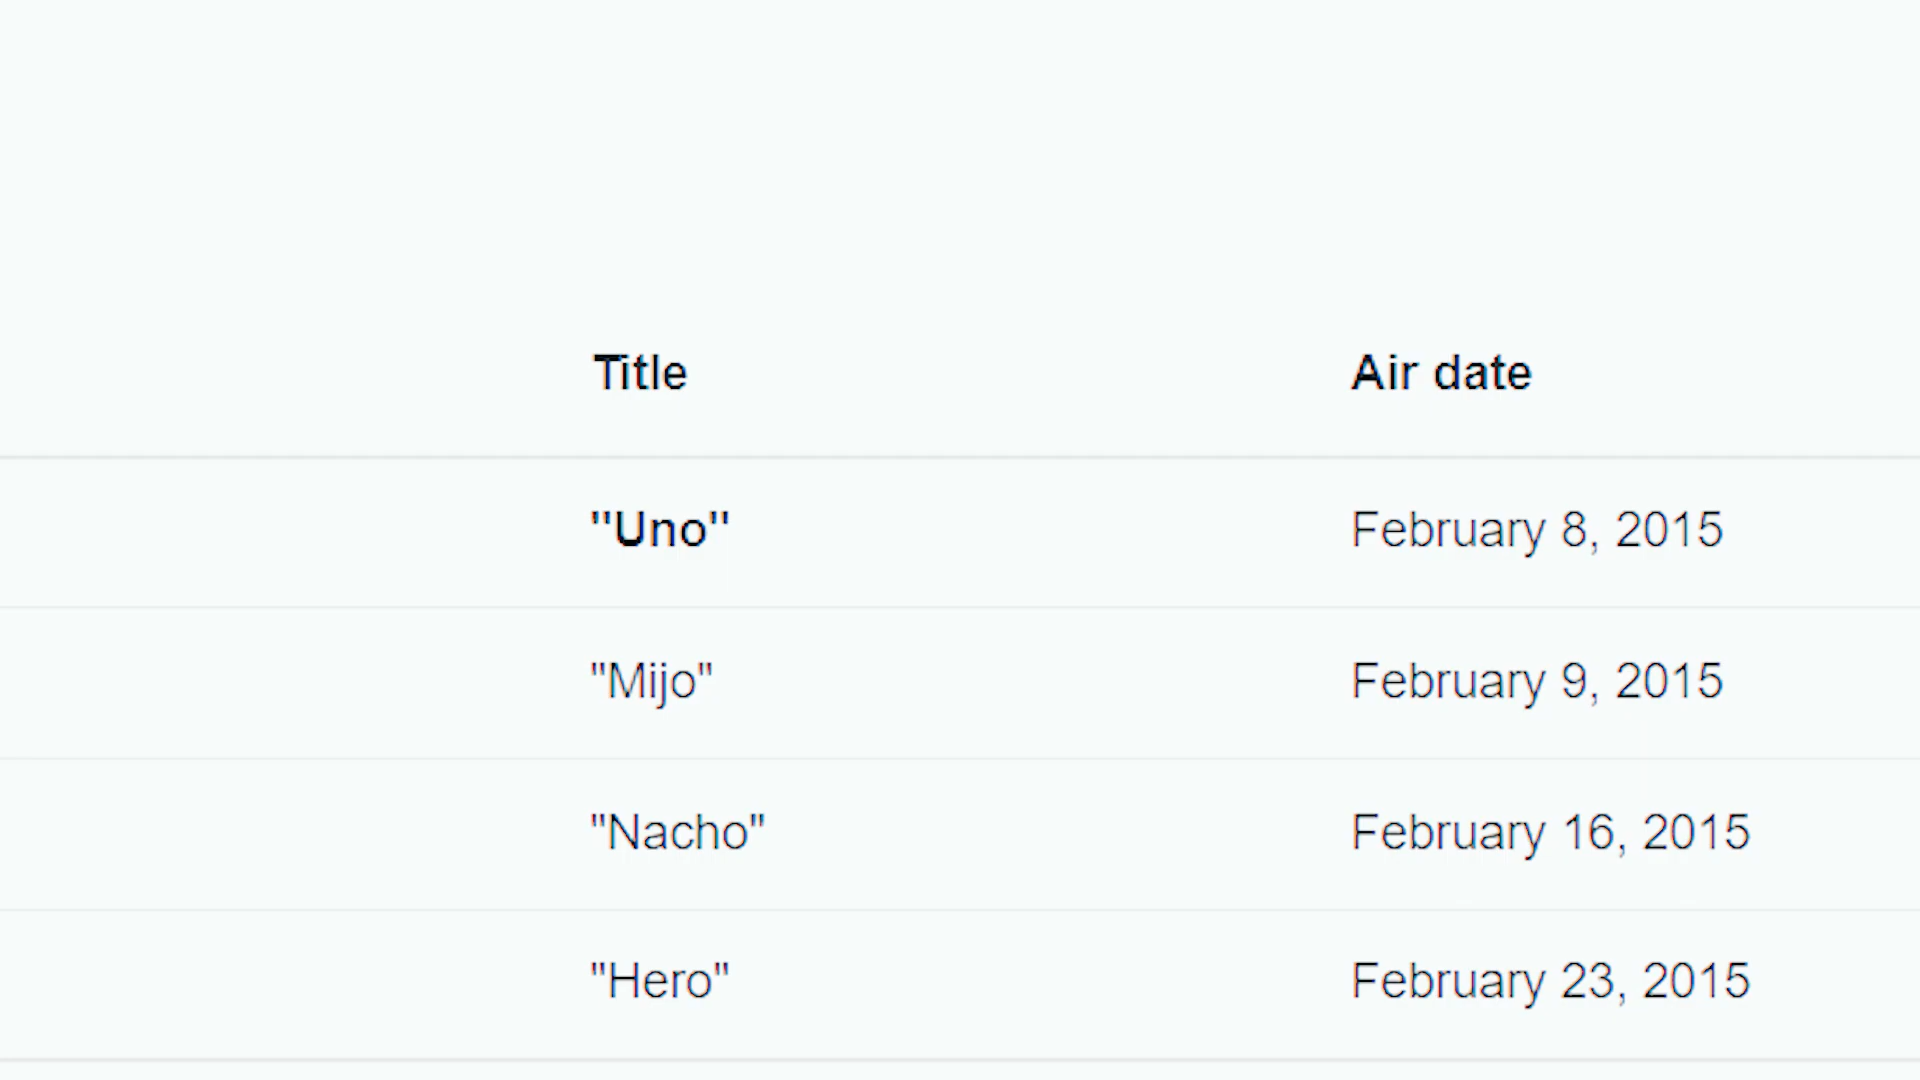 Title Air date
"Uno" February 8, 2015
"Mijo" February 9, 2015
"Nacho" February 16, 2015
"Hero" February 23, 2015